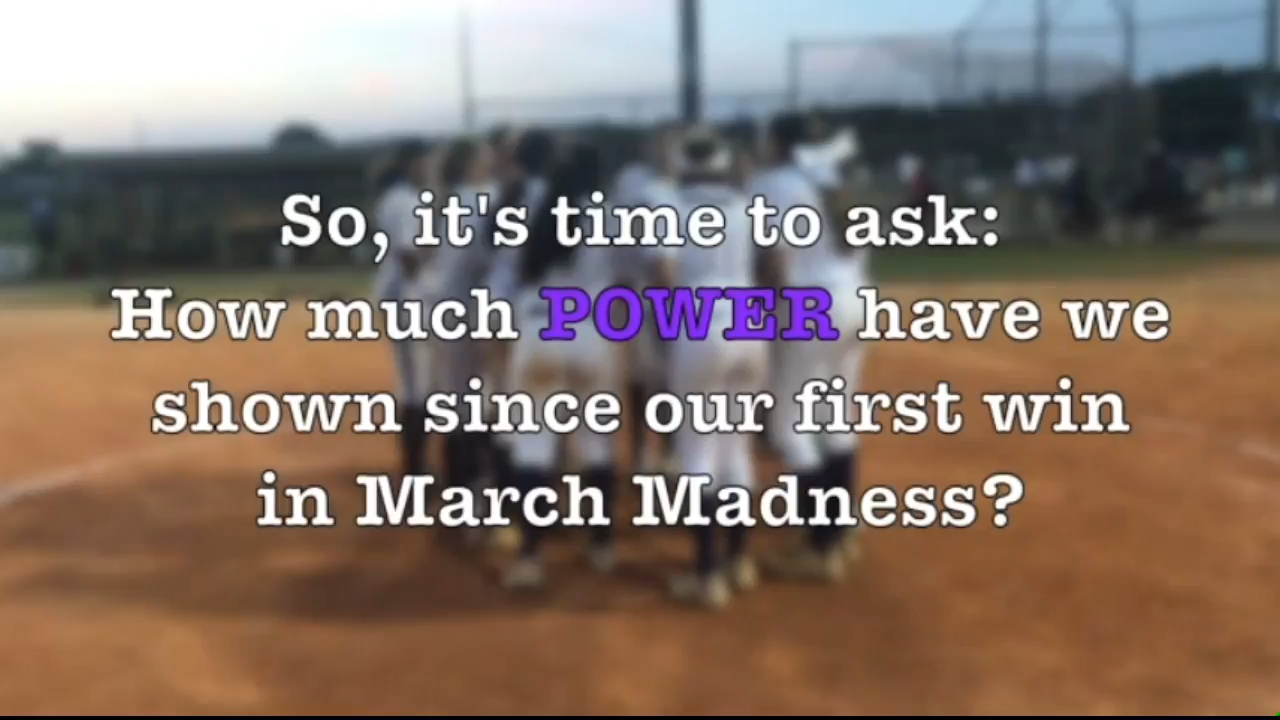 So, it's time to ask:
How much POWER have we
shown since our first win
in March Madness?